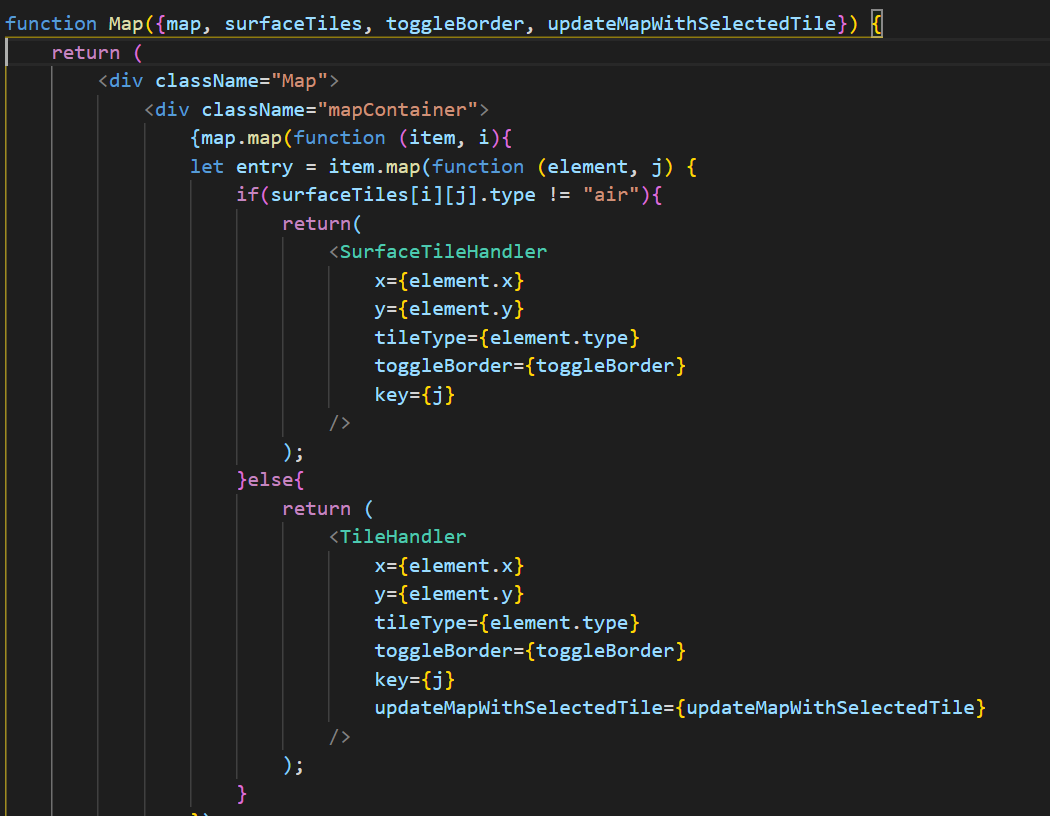 function Map({map, surfaceTiles, toggleBorder, updateMapWithSelectedTile}) {
    return (
        <div className="Map">
            <div className="mapContainer">
                {map.map(function (item, i){
                let entry = item.map(function (element, j) {
                    if(surfaceTiles[i][j].type != "air"){
                        return(
                            <SurfaceTileHandler
                                x={element.x}
                                y={element.y}
                                tileType={element.type}
                                toggleBorder={toggleBorder}
                                key={j}
                            />
                        );
                    }else{
                        return (
                            <TileHandler
                                x={element.x}
                                y={element.y}
                                tileType={element.type}
                                toggleBorder={toggleBorder}
                                key={j}
                                updateMapWithSelectedTile={updateMapWithSelectedTile}
                            />
                        );
                    }